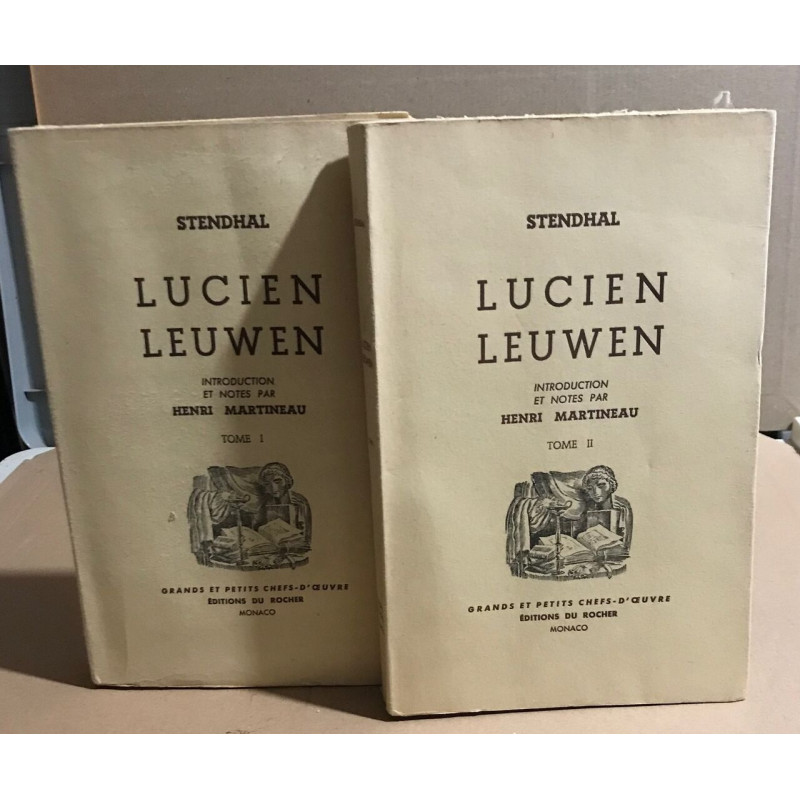 STENDHAL
LUCIEN
LEUWEN
INTRODUCTION
ET NOTES PAR
HENRI MARTINEAU
TOME I
GRANDS ET PETITS CHEFS-D'ŒUVRE
ÉDITIONS DU ROCHER
MONACO
STENDHAL
LUCIEN
LEUWEN
INTRODUCTION
ET NOTES PAR
HENRI MARTINEAU
TOME II
GRANDS ET PETITS CHEFS-D'ŒUVRE
ÉDITIONS DU ROCHER
MONACO